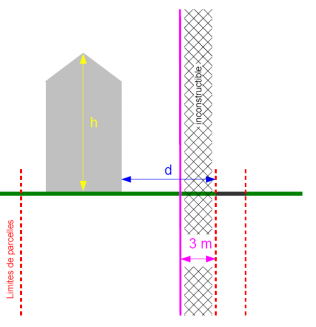 inconstructible
h
d
3 m
Limites de parcelles